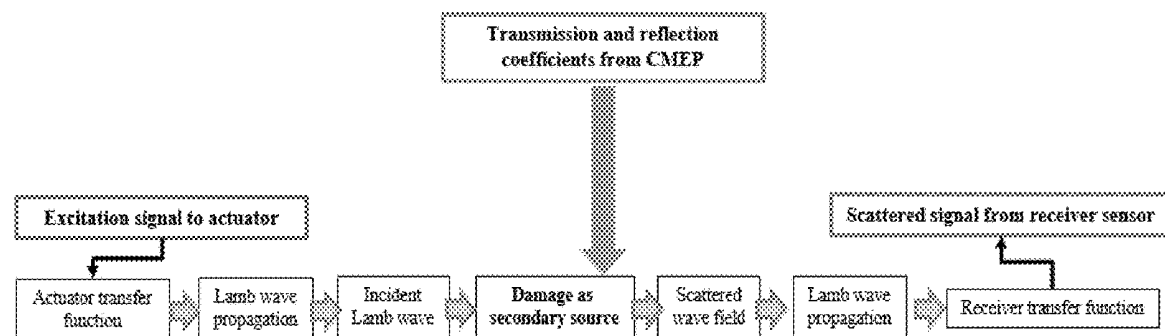 Transmission and reflection
coefficients from CMEP
Excitation signal to actuator
Scattered signal from receiver sensor
Actuator transfer
function
Lamb wave
propagation
Incident
Lamb wave
Damage as
secondary source
Scattered
wave field
Lamb wave
propagation
Receiver transfer function